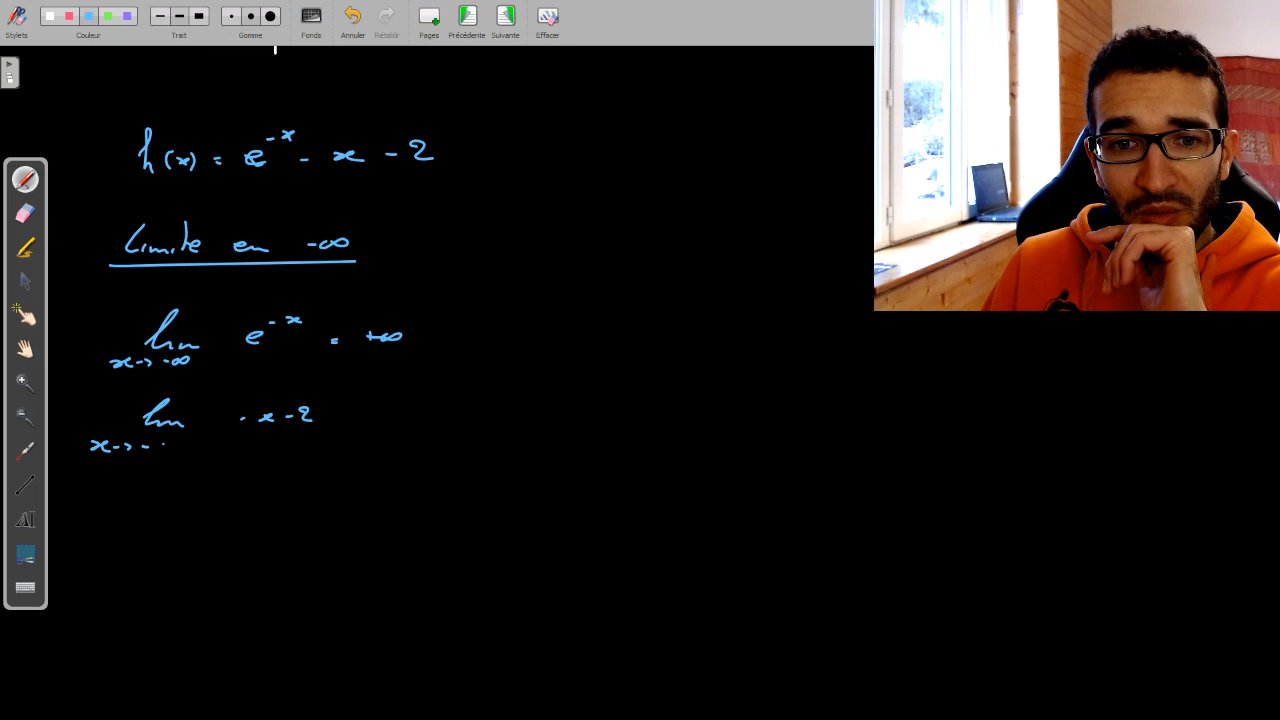 Stylets Couleur Trait Gomme Fonds Annuler Rétablir Pages Précédente Suivante Effacer
h(x) = e^{-x} - x - 2
Limite en -∞
lim e^{-x} = +∞
x→-∞
lim -x-2
x→-